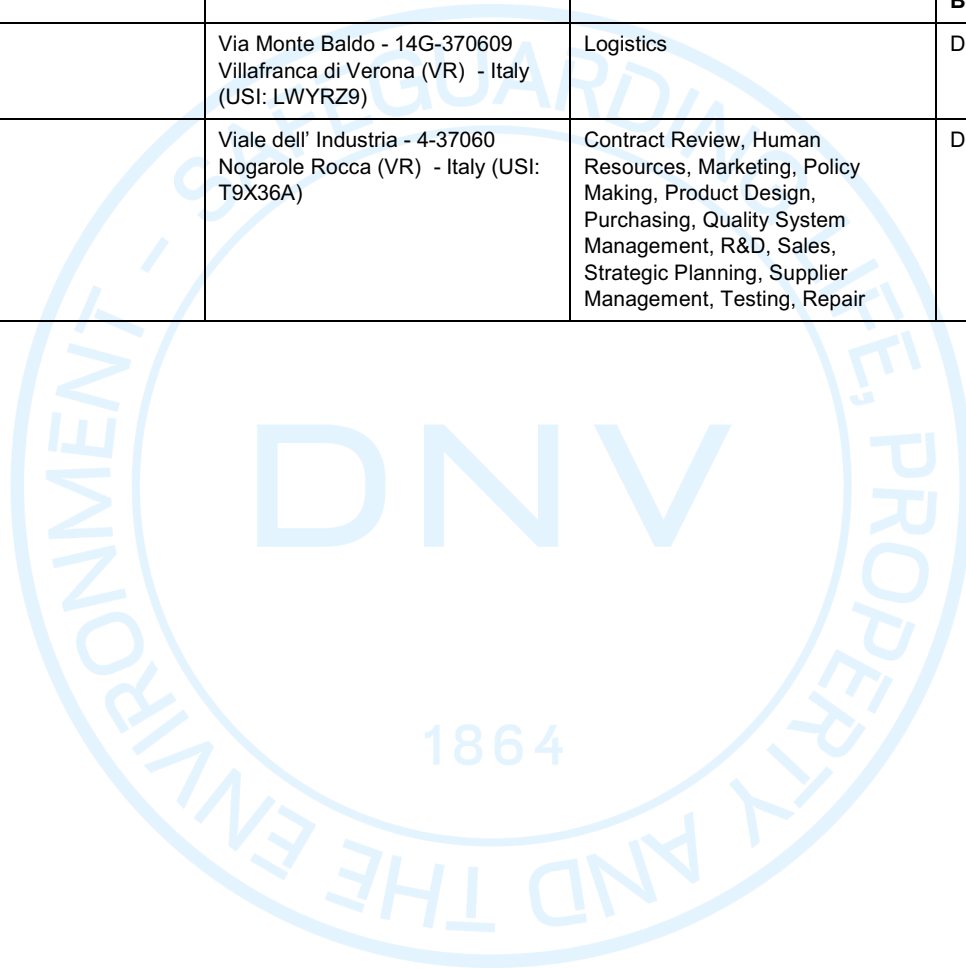 B
Via Monte Baldo - 14G-370609
Villafranca di Verona (VR)  - Italy
(USI: LWYRZ9)
Logistics
D
Viale dell’ Industria - 4-37060
Nogarole Rocca (VR)  - Italy (USI:
T9X36A)
Contract Review, Human
Resources, Marketing, Policy
Making, Product Design,
Purchasing, Quality System
Management, R&D, Sales,
Strategic Planning, Supplier
Management, Testing, Repair
D
SAFEGUARDING LIFE, PROPERTY AND THE ENVIRONMENT -
DNV
1864